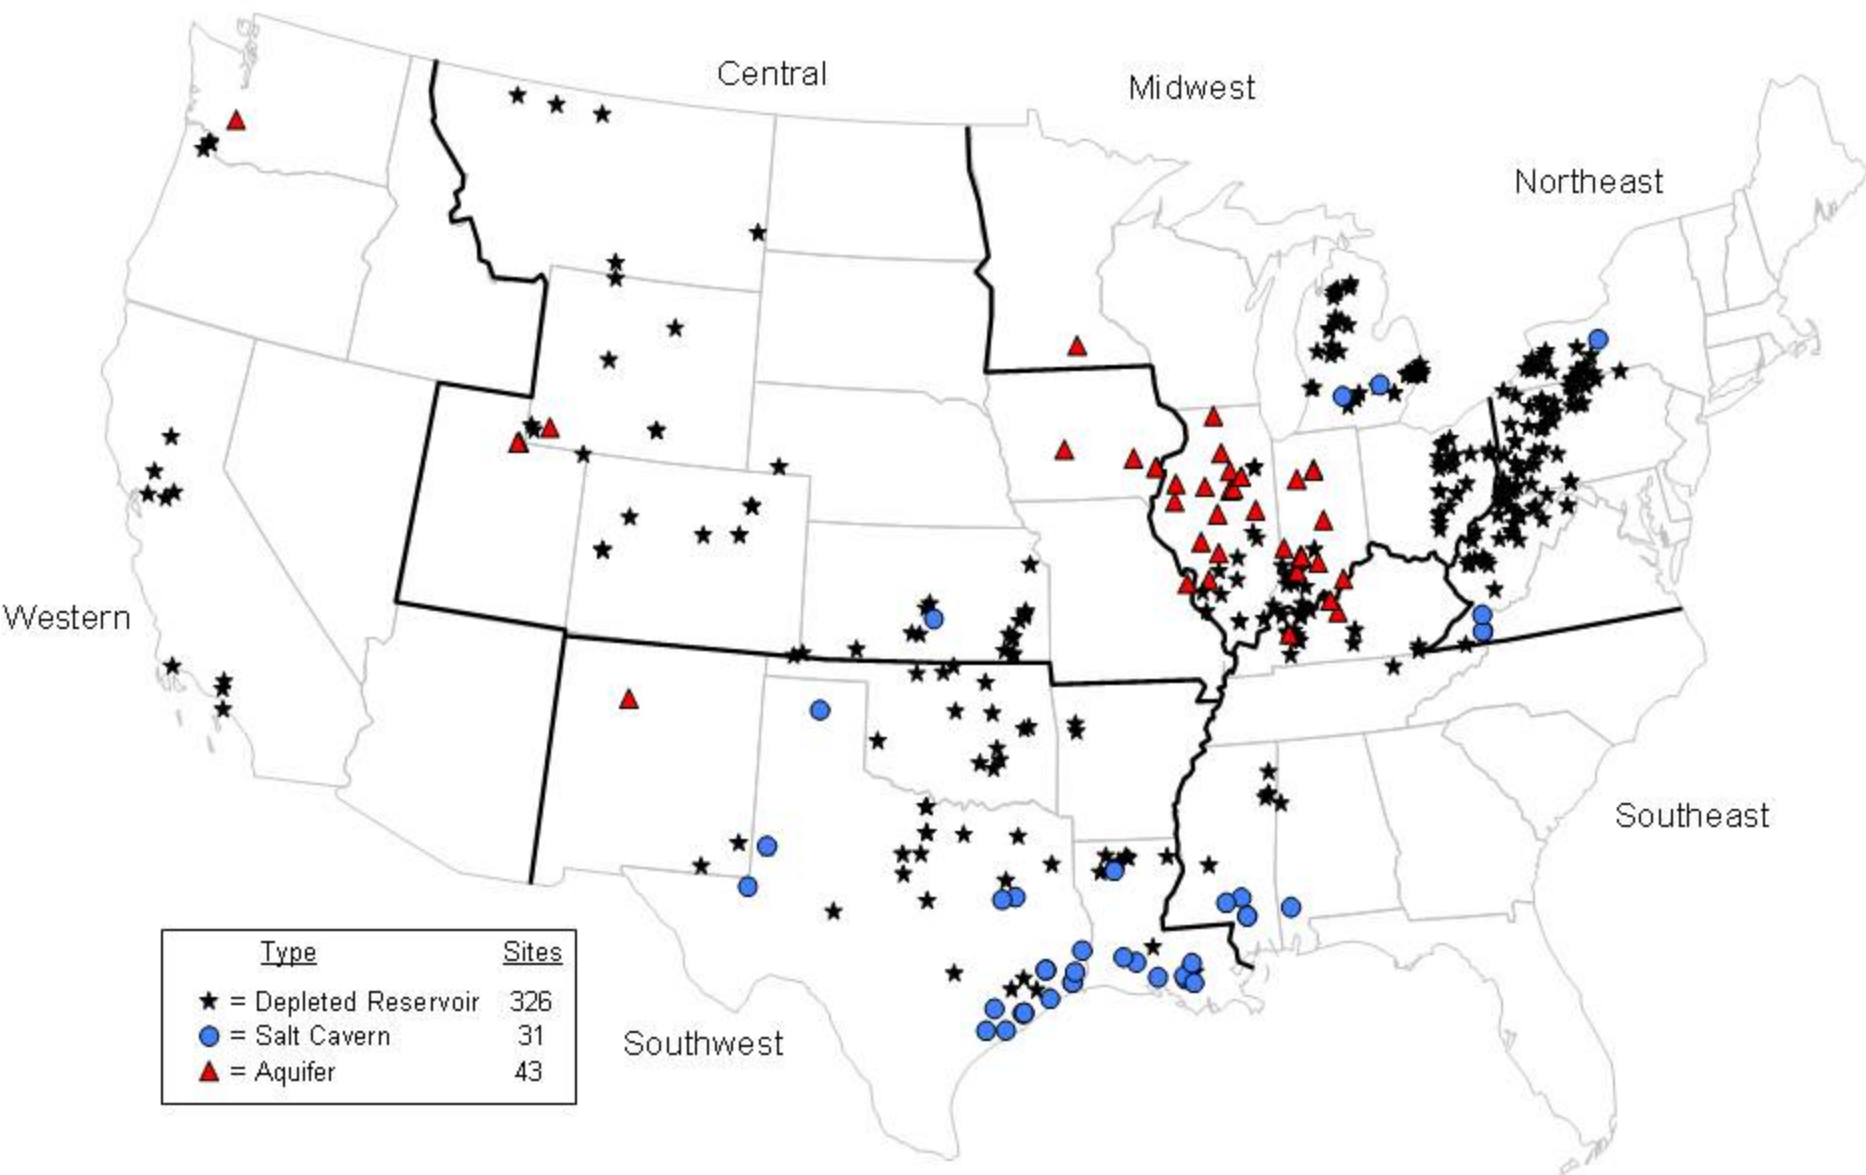 Central
Midwest
Northeast
Western
Southeast
Southwest
Type Sites
= Depleted Reservoir 326
= Salt Cavern 31
= Aquifer 43